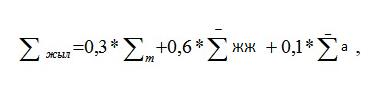 ∑жыл=0,3*∑т+0,6*∑̅ жж + 0,1*∑̅ а ,